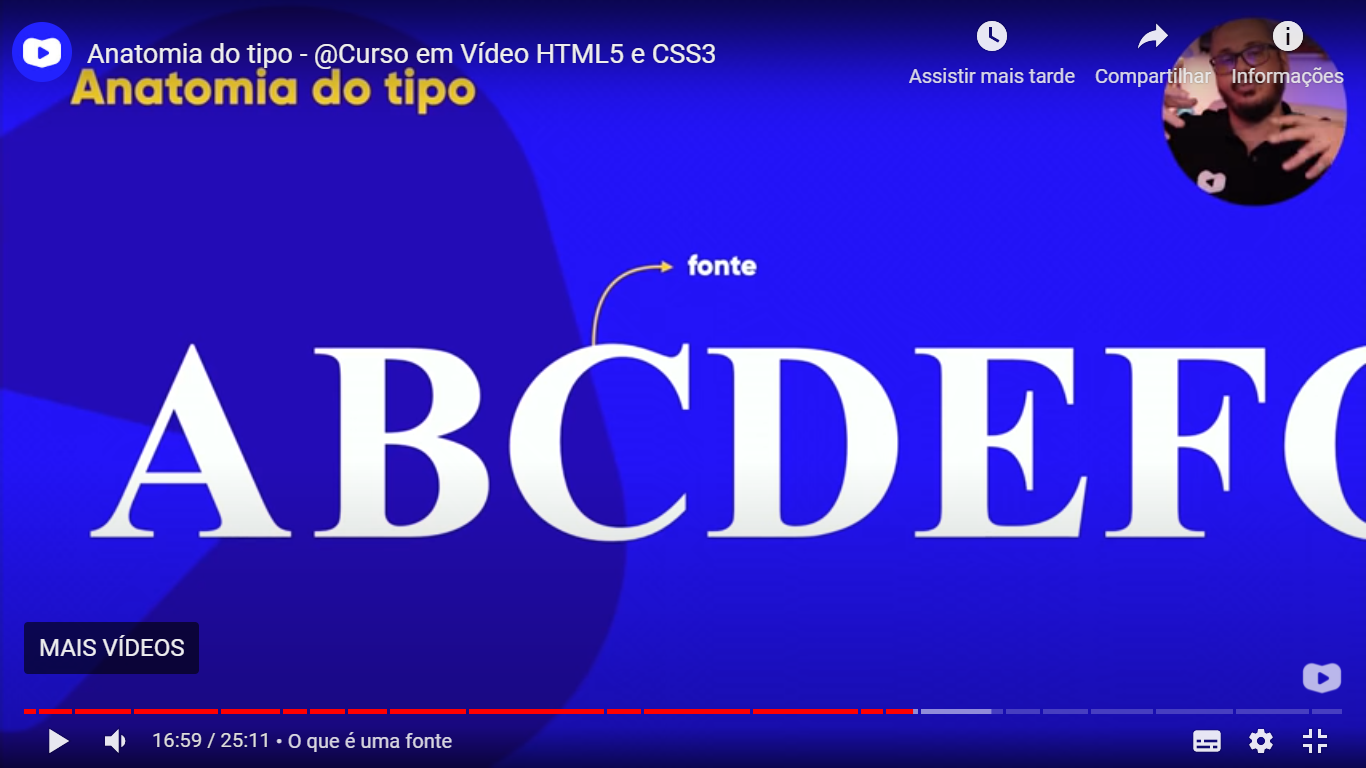 Anatomia do tipo - @Curso em Vídeo HTML5 e CSS3
Assistir mais tarde
Compartilhar
Informações
Anatomia do tipo
fonte
ABCDEF
MAIS VÍDEOS
16:59 / 25:11 • O que é uma fonte